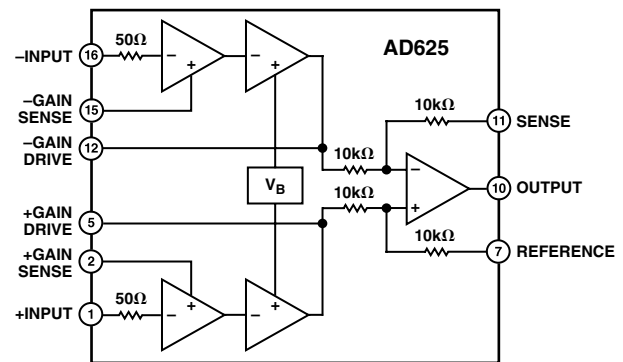 AD625
–INPUT
16
50Ω
–
+
–
+
–GAIN
SENSE
15
–GAIN
DRIVE
12
10kΩ
11
SENSE
10kΩ
–
+
10
OUTPUT
VB
10kΩ
+GAIN
DRIVE
5
+GAIN
SENSE
2
10kΩ
7
REFERENCE
+INPUT
1
50Ω
–
+
–
+